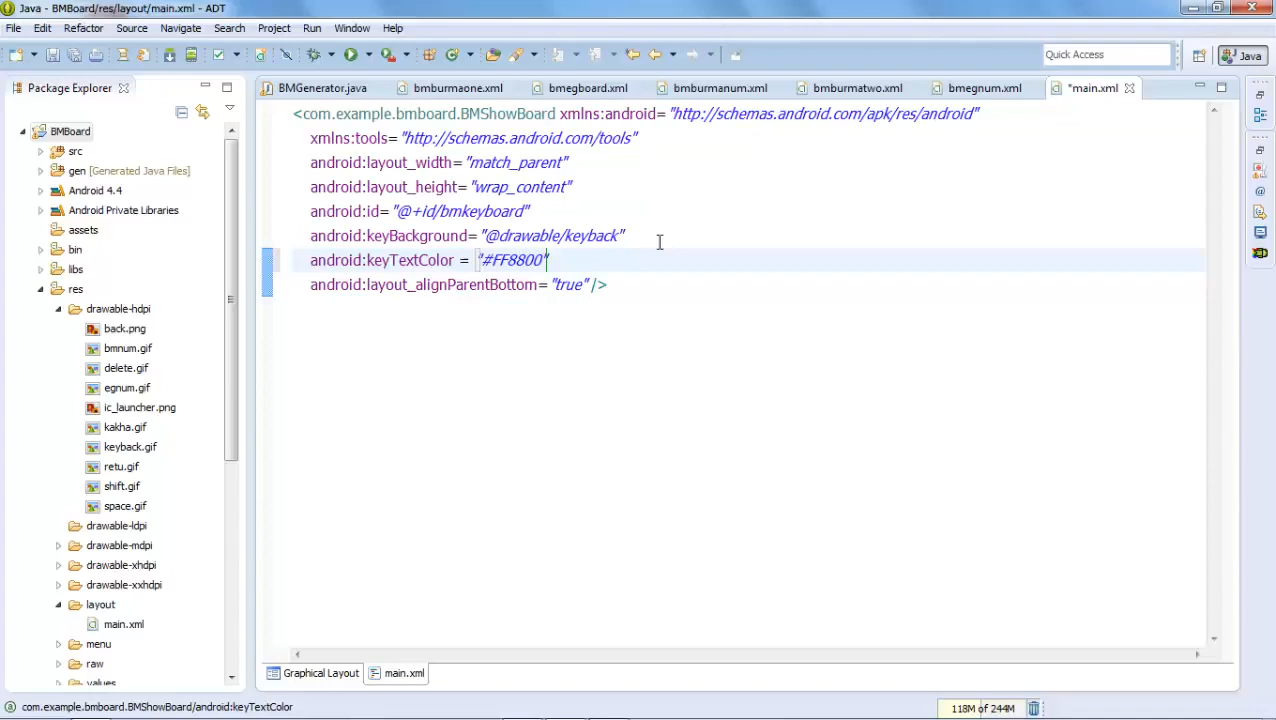 Java - BMBoard/res/layout/main.xml - ADT
File Edit Refactor Source Navigate Search Project Run Window Help
Quick Access
Java
Package Explorer
BMGenerator.java bmburmaone.xml bmegboard.xml bmburmanum.xml bmburmatwo.xml bmegnum.xml *main.xml
BMBoard
src
gen [Generated Java Files]
Android 4.4
Android Private Libraries
assets
bin
libs
res
drawable-hdpi
back.png
bmnum.gif
delete.gif
egnum.gif
ic_launcher.png
kakha.gif
keyback.gif
retu.gif
shift.gif
space.gif
drawable-ldpi
drawable-mdpi
drawable-xhdpi
drawable-xxhdpi
layout
main.xml
menu
raw
values
<com.example.bmboard.BMShowBoard xmlns:android="http://schemas.android.com/apk/res/android"
xmlns:tools="http://schemas.android.com/tools"
android:layout_width="match_parent"
android:layout_height="wrap_content"
android:id="@+id/bmkeyboard"
android:keyBackground="@drawable/keyback"
android:keyTextColor = "#FF8800"
android:layout_alignParentBottom="true" />
Graphical Layout main.xml
com.example.bmboard.BMShowBoard/android:keyTextColor
118M of 244M